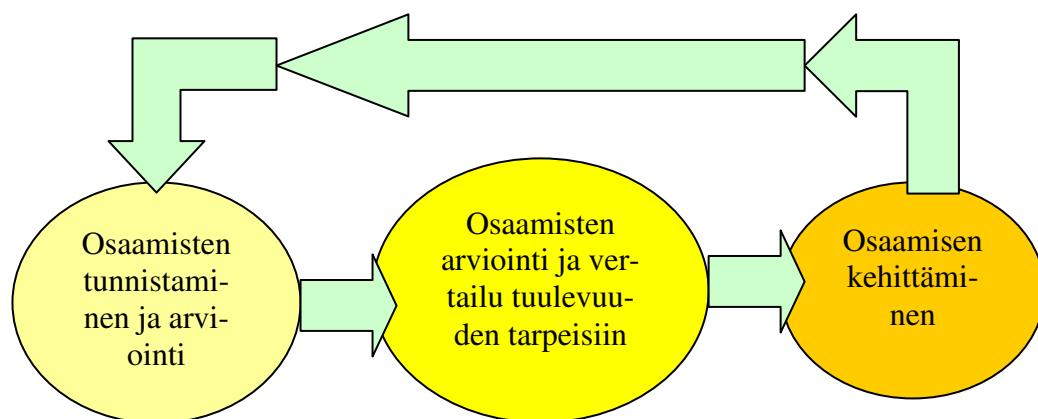 Osaamisten
tunnistami-
nen ja arvi-
ointi
Osaamisten
arviointi ja ver-
tailu tuulevuu-
den tarpeisiin
Osaamisen
kehittämi-
nen